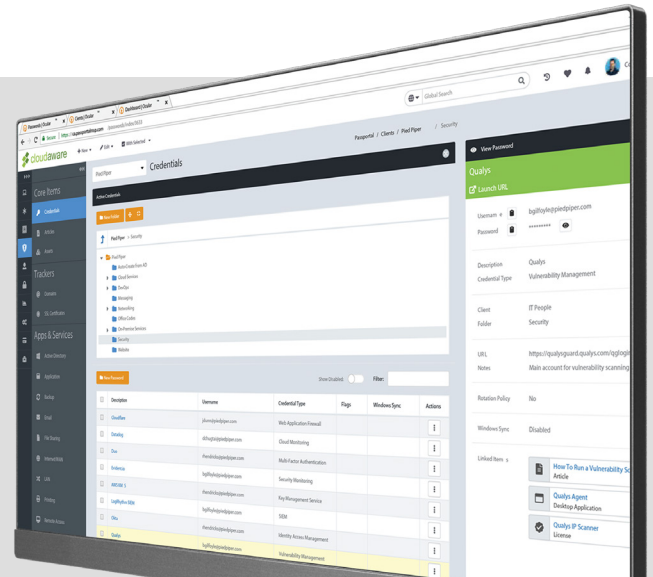 Passwords | Ocular
Dashboard | Ocular
Secure
Global Search
cloudaware
New
Edit
With Selected
Passportal / Clients / Pied Piper / Security
Pied Piper
Credentials
Core Items
Credentials
Articles
Assets
Trackers
Domains
SSL Certificates
Apps & Services
Active Directory
Application
Backup
Email
File Sharing
Internet/WAN
LAN
Printing
Remote Access
Active Credentials
New Folder
Pied Piper > Security
Pied Piper
Auto Create from AD
Cloud Services
DevOps
Messaging
Networking
Office Codes
On Premise Services
Security
Website
New Password
Show Disabled:
Filter:
Description Username Credential Type Flags Windows Sync Actions
Cloudflare Web Application Firewall
Datadog Cloud Monitoring
Duo Multi-Factor Authentication
Security Monitoring
Key Management Service
LogRhythm SIEM SIEM
Okta Identity Access Management
Qualys bgilfoyle@piedpiper.com Vulnerability Management
View Password
Qualys
Launch URL
Username bgilfoyle@piedpiper.com
Password *********
Description Qualys
Credential Type Vulnerability Management
Client IT People
Folder Security
URL https://qualysguard.qualys.com/qglogin
Notes Main account for vulnerability scanning
Rotation Policy No
Windows Sync Disabled
Linked Items
How To Run a Vulnerability Sc
Article
Qualys Agent
Desktop Application
Qualys IP Scanner
License